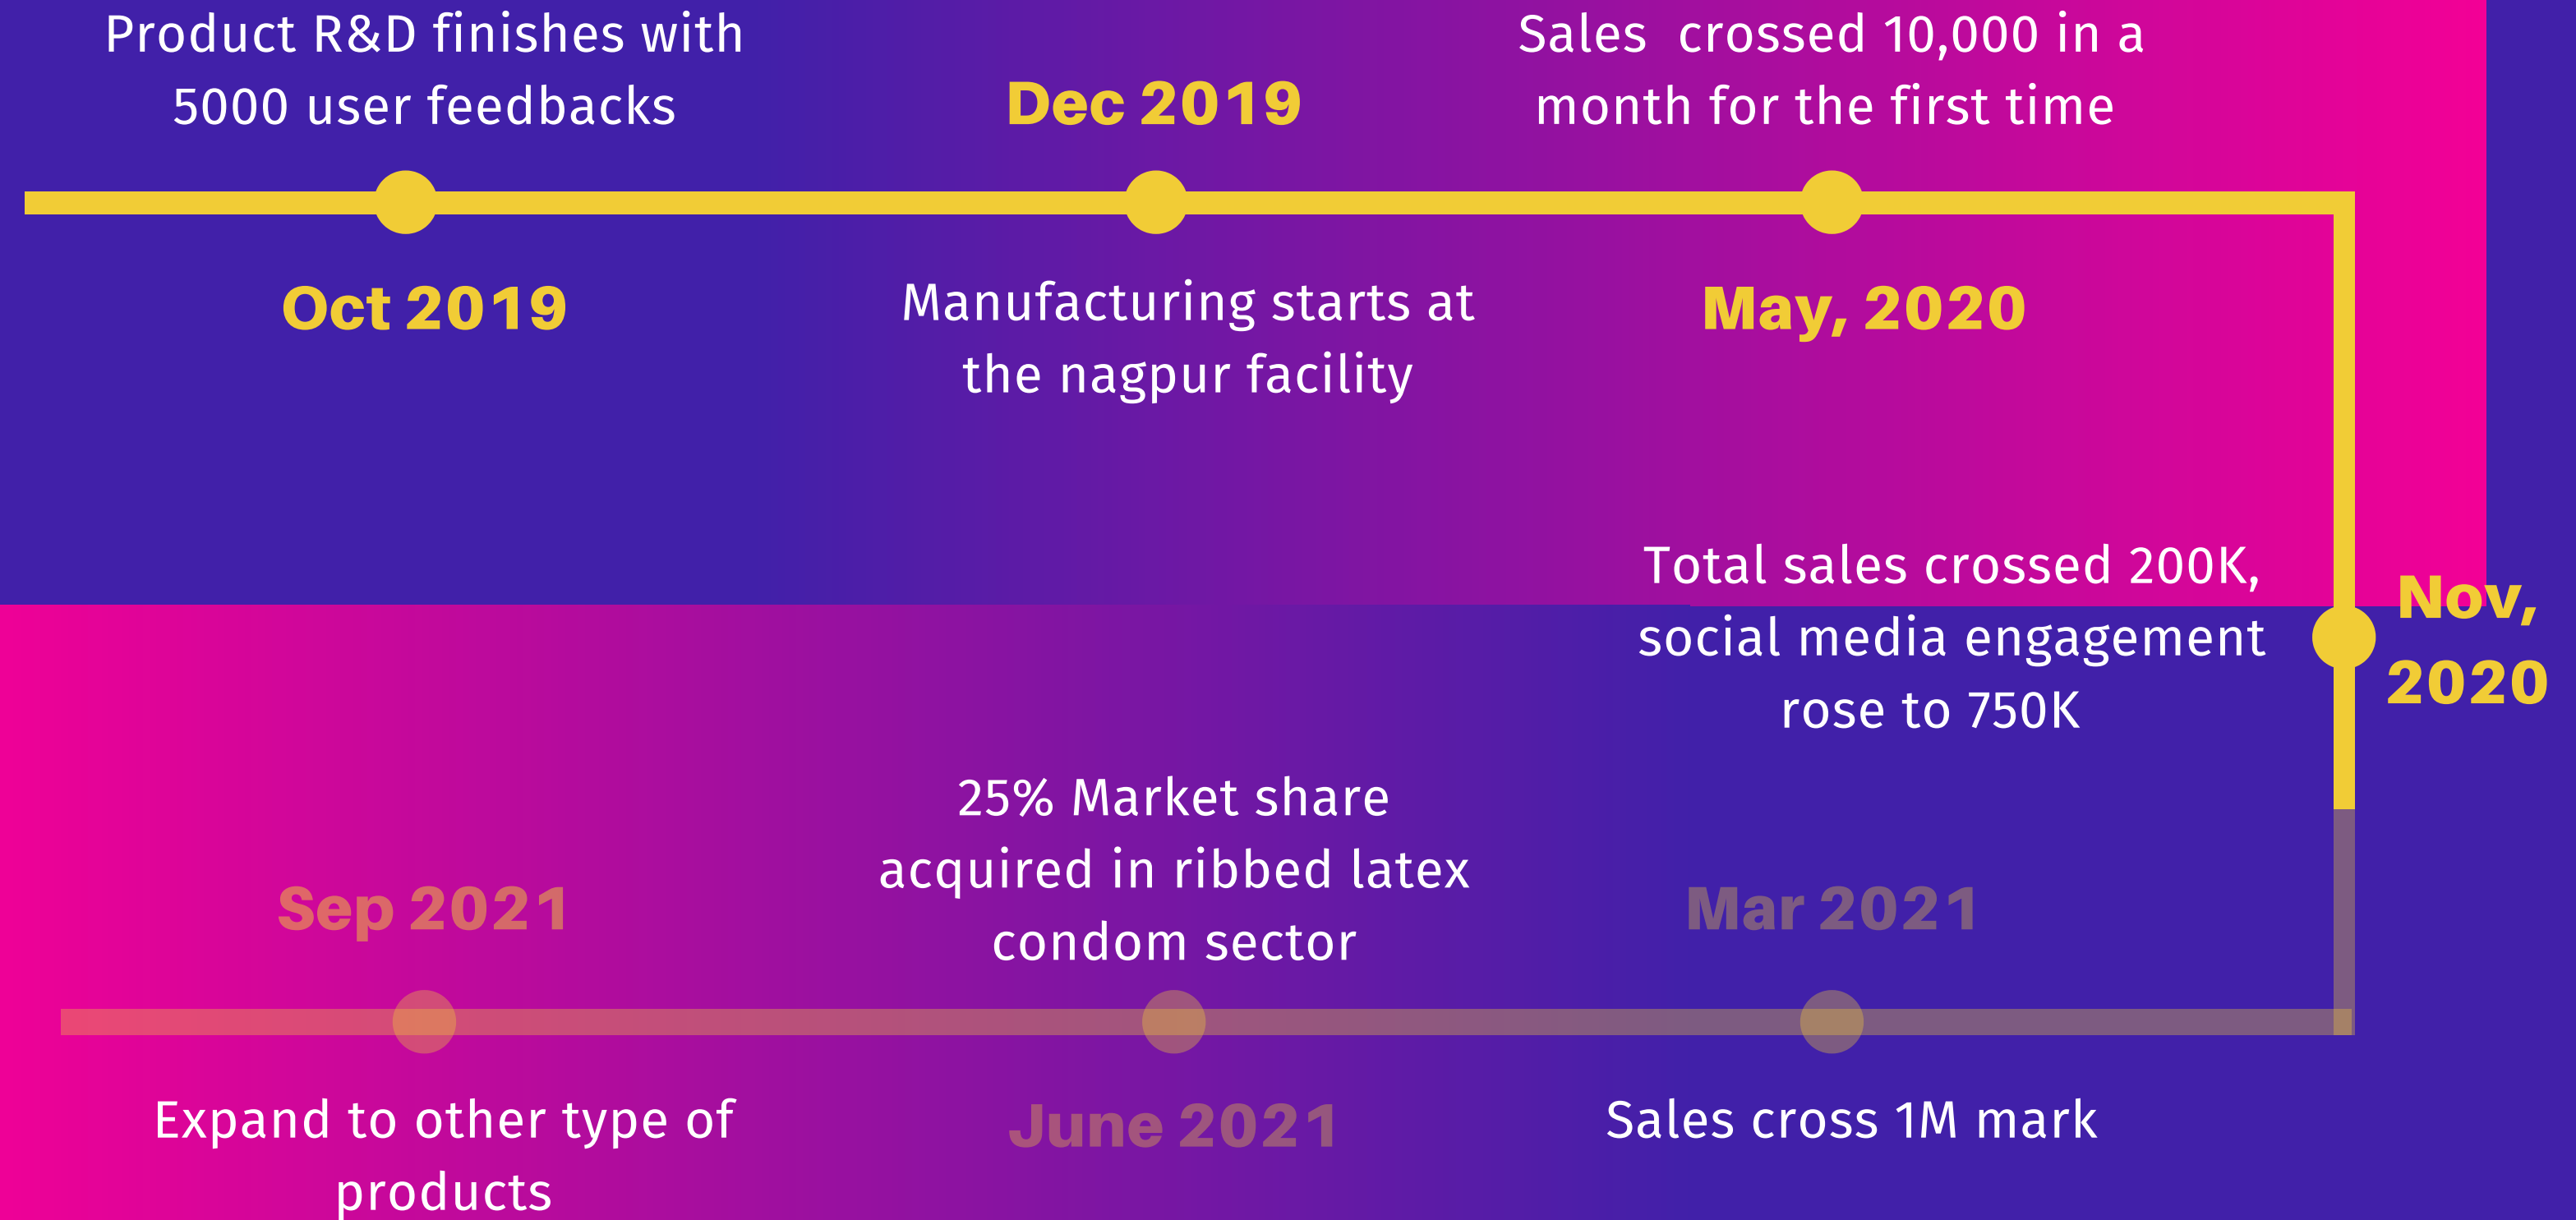 Product R&D finishes with
5000 user feedbacks
Oct 2019
Dec 2019
Manufacturing starts at
the nagpur facility
Sales  crossed 10,000 in a
month for the first time
May, 2020
Total sales crossed 200K,
social media engagement
rose to 750K
Nov,
2020
Mar 2021
Sales cross 1M mark
25% Market share
acquired in ribbed latex
condom sector
June 2021
Sep 2021
Expand to other type of
products